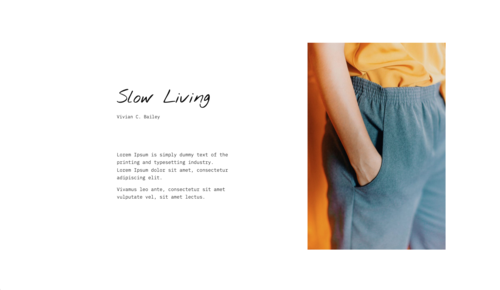 Slow Living
Vivian C. Bailey
Lorem Ipsum is simply dummy text of the
printing and typesetting industry.
Lorem Ipsum dolor sit amet, consectetur
adipiscing elit.
Vivamus leo ante, consectetur sit amet
vulputate vel, sit amet lectus.